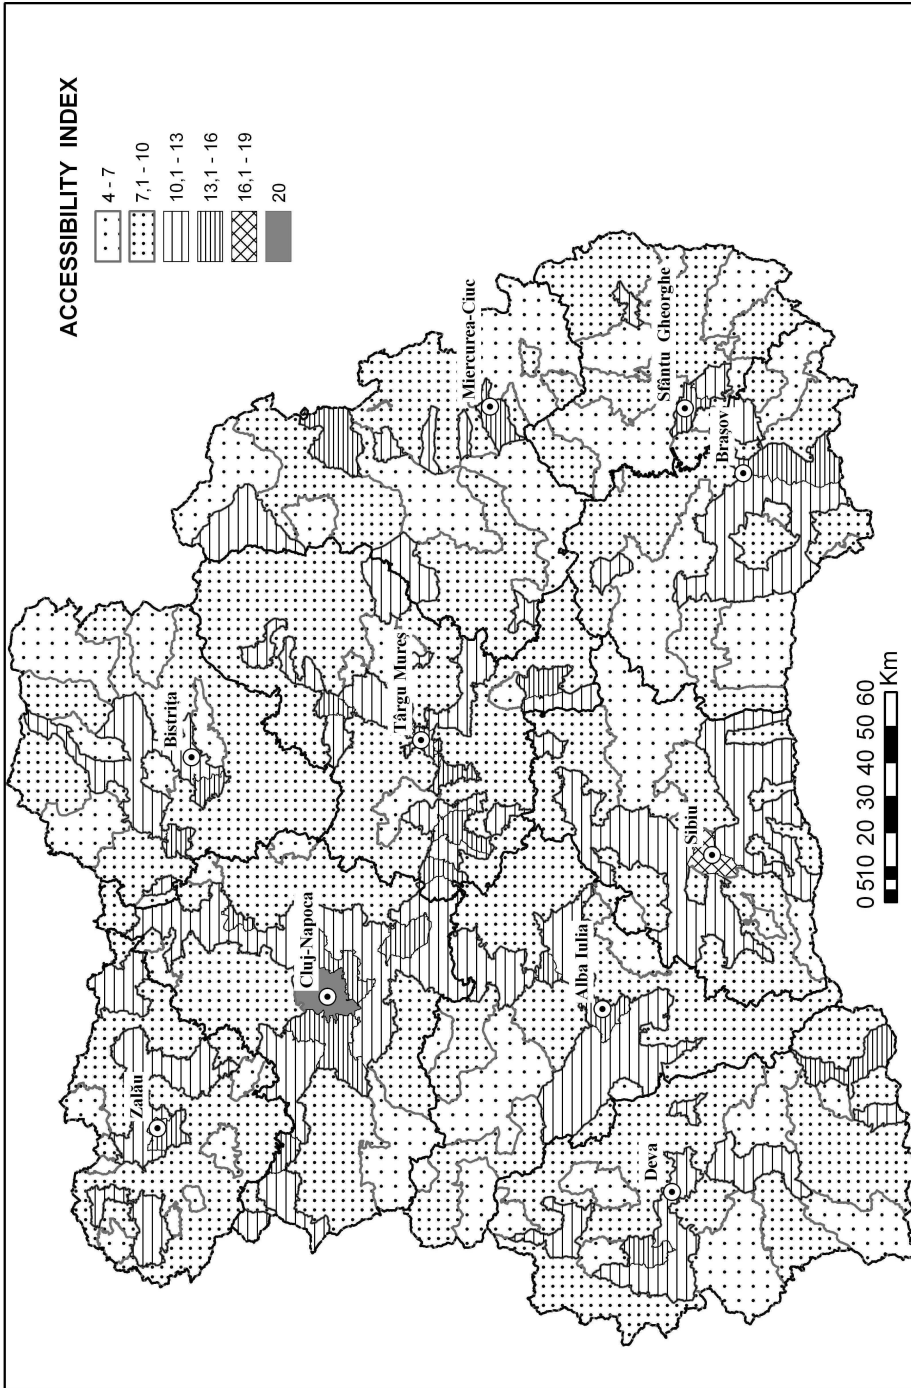 ACCESSIBILITY INDEX
4 - 7
7,1 - 10
10,1 - 13
13,1 - 16
16,1 - 19
20
Zalău
Bistrița
Cluj-Napoca
Târgu Mureș
Miercurea-Ciuc
Alba Iulia
Deva
Sibiu
Sfântu Gheorghe
Brașov
0 510 20 30 40 50 60
Km